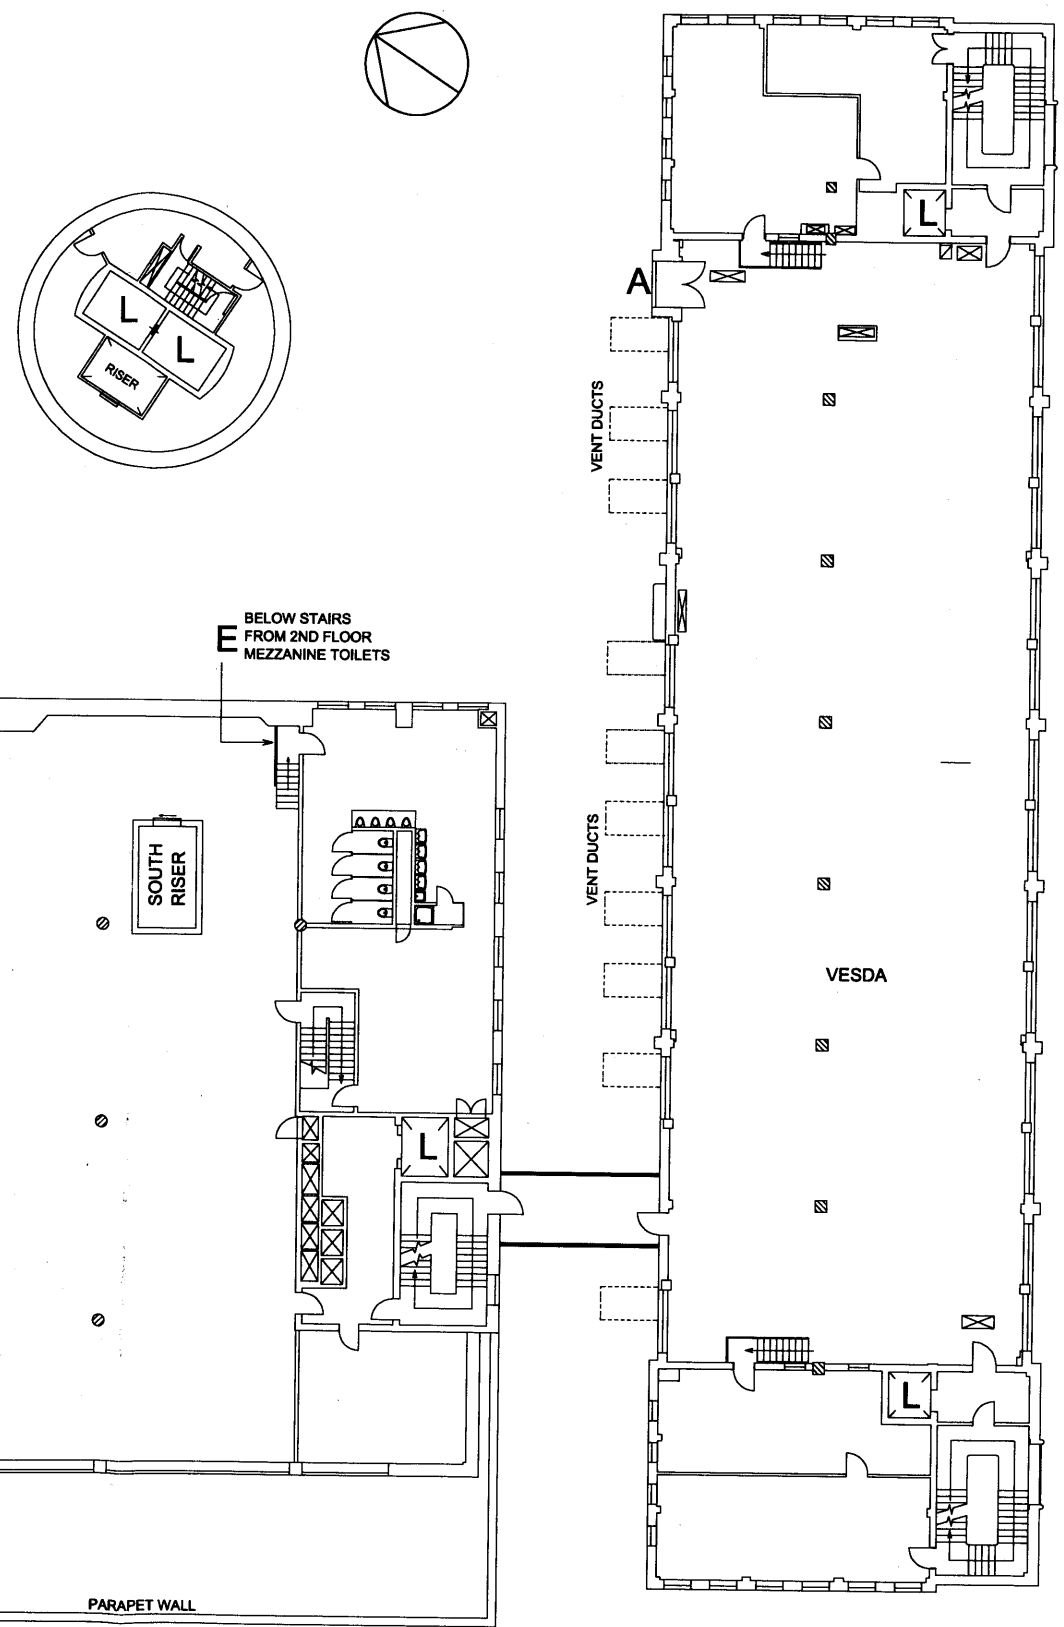 L
L
L
RISER
A
VENT DUCTS
E
BELOW STAIRS
FROM 2ND FLOOR
MEZZANINE TOILETS
SOUTH
RISER
VENT DUCTS
VESDA
L
L
PARAPET WALL